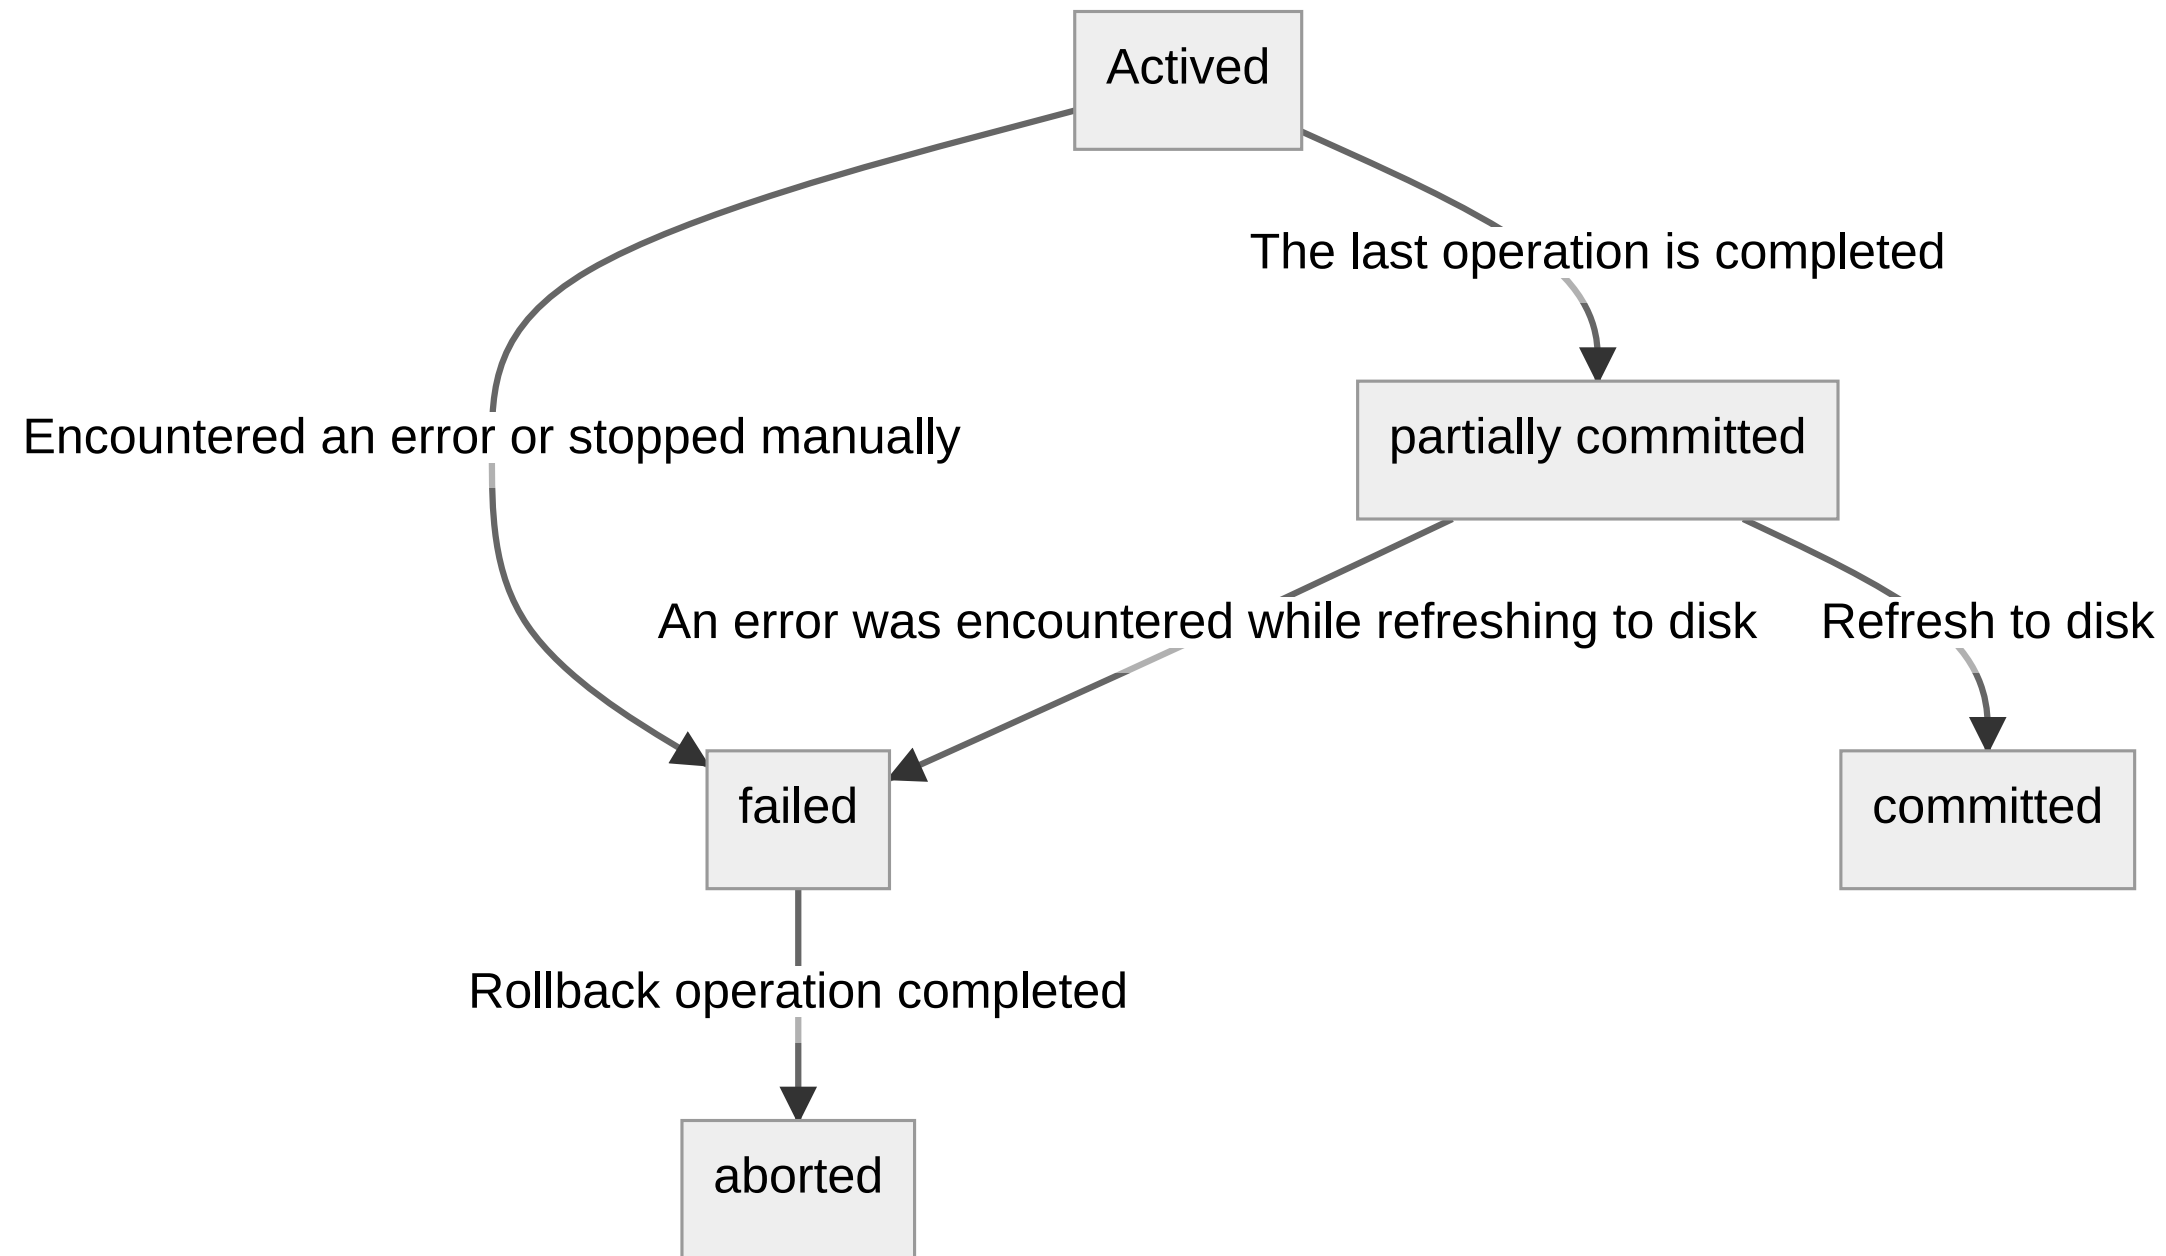 Actived
The last operation is completed
Encountered an error or stopped manually
partially committed
An error was encountered while refreshing to disk
Refresh to disk
failed
committed
Rollback operation completed
aborted